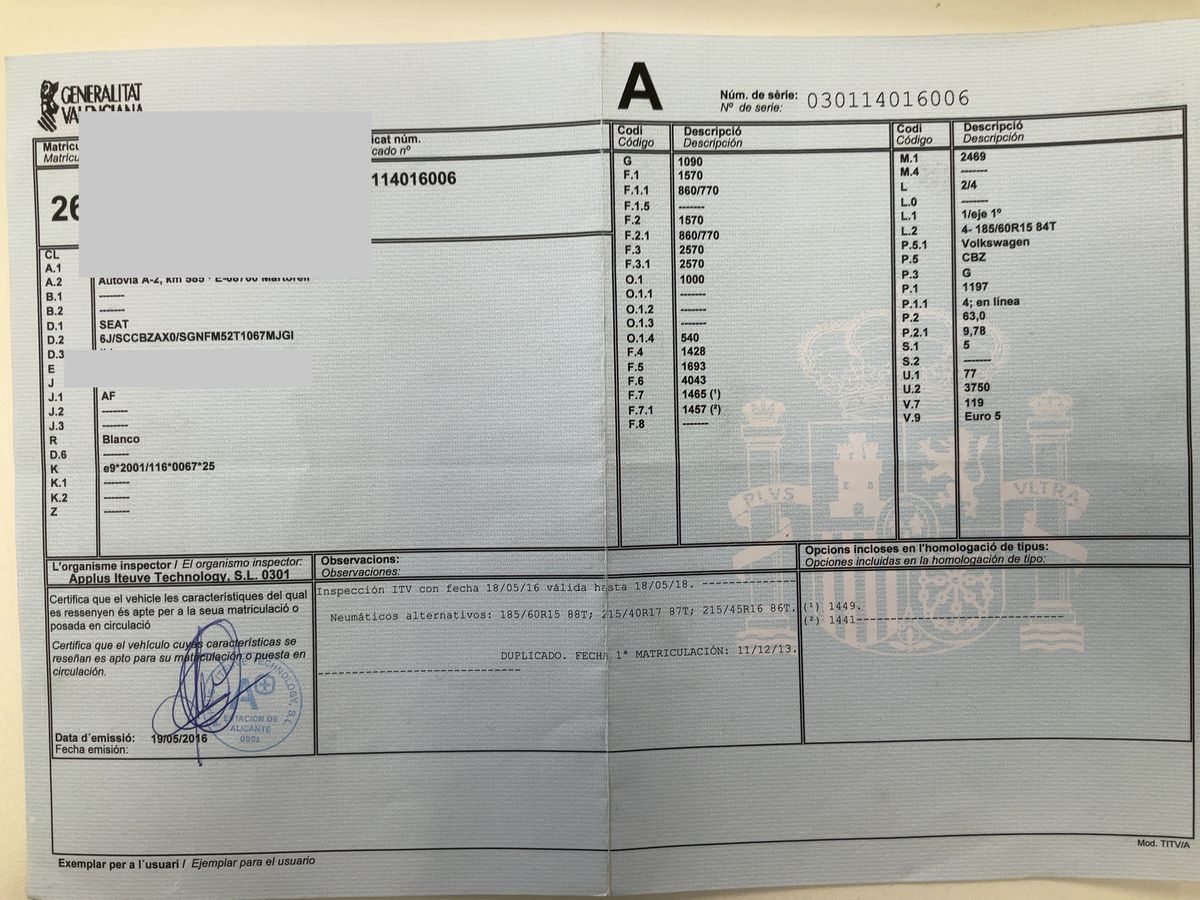 GENERALITAT
VALENCIANA
A
Núm. de sèrie:
Nº de serie:
030114016006
Matricu
Matricu
icat núm.
cado nº
26
114016006
CL
A.1
A.2 Autovia A-2, km 585 - E-08760 Martorell
B.1 -------
B.2 -------
D.1 SEAT
D.2 6J/SCCBZAX0/SGNFM52T1067MJGI
D.3
E
J
J.1 AF
J.2 -------
J.3 -------
R Blanco
D.6 -------
K e9*2001/116*0067*25
K.1 -------
K.2 -------
Z -------
Codi Descripció
Código Descripción
G 1090
F.1 1570
F.1.1 860/770
F.1.5 -------
F.2 1570
F.2.1 860/770
F.3 2570
F.3.1 2570
O.1 1000
O.1.1 -------
O.1.2 -------
O.1.3 -------
O.1.4 540
F.4 1428
F.5 1693
F.6 4043
F.7 1465 (¹)
F.7.1 1457 (²)
F.8 -------
Codi Descripció
Código Descripción
M.1 2469
M.4 -------
L 2/4
L.0 -------
L.1 1/eje 1º
L.2 4- 185/60R15 84T
P.5.1 Volkswagen
P.5 CBZ
P.3 G
P.1 1197
P.1.1 4; en línea
P.2 63,0
P.2.1 9,78
S.1 5
S.2 -------
U.1 77
U.2 3750
V.7 119
V.9 Euro 5
PLVS VLTRA
L'organisme inspector / El organismo inspector:
Applus Iteuve Technology, S.L. 0301
Certifica que el vehicle les característiques del qual
es ressenyen és apte per a la seua matriculació o
posada en circulació
Certifica que el vehículo cuyas características se
reseñan es apto para su matriculación o puesta en
circulación.
ESTACION DE
ALICANTE
0301
Data d´emissió: 19/05/2016
Fecha emisión:
Observacions:
Observaciones:
Inspección ITV con fecha 18/05/16 válida hasta 18/05/18. --------------
Neumáticos alternativos: 185/60R15 88T; 215/40R17 87T; 215/45R16 86T.
DUPLICADO. FECHA 1ª MATRICULACIÓN: 11/12/13.
----------------------
Opcions incloses en l'homologació de tipus:
Opciones incluidas en la homologación de tipo:
(¹) 1449.
(²) 1441------------------------------
Exemplar per a l´usuari / Ejemplar para el usuario
Mod. TITV/A